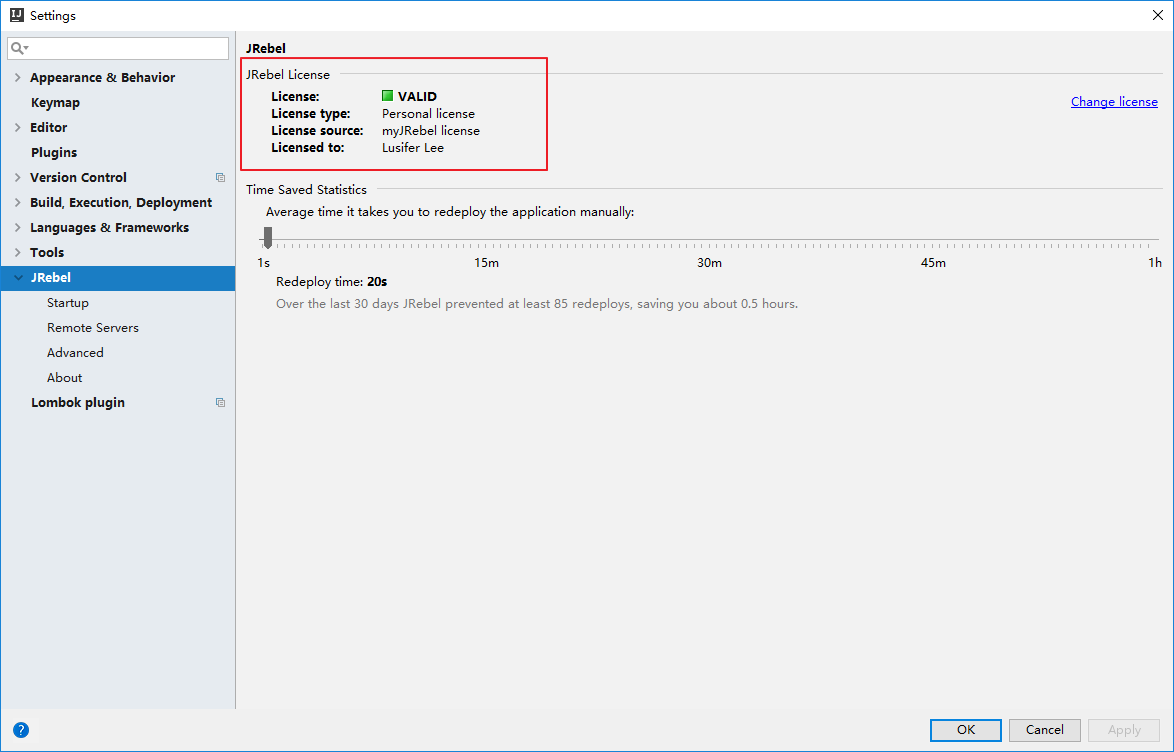 Settings
Appearance & Behavior
Keymap
Editor
Plugins
Version Control
Build, Execution, Deployment
Languages & Frameworks
Tools
JRebel
Startup
Remote Servers
Advanced
About
Lombok plugin
JRebel
JRebel License
License: VALID
License type: Personal license
License source: myJRebel license
Licensed to: Lusifer Lee
Change license
Time Saved Statistics
Average time it takes you to redeploy the application manually:
1s 15m 30m 45m 1h
Redeploy time: 20s
Over the last 30 days JRebel prevented at least 85 redeploys, saving you about 0.5 hours.
? OK Cancel Apply